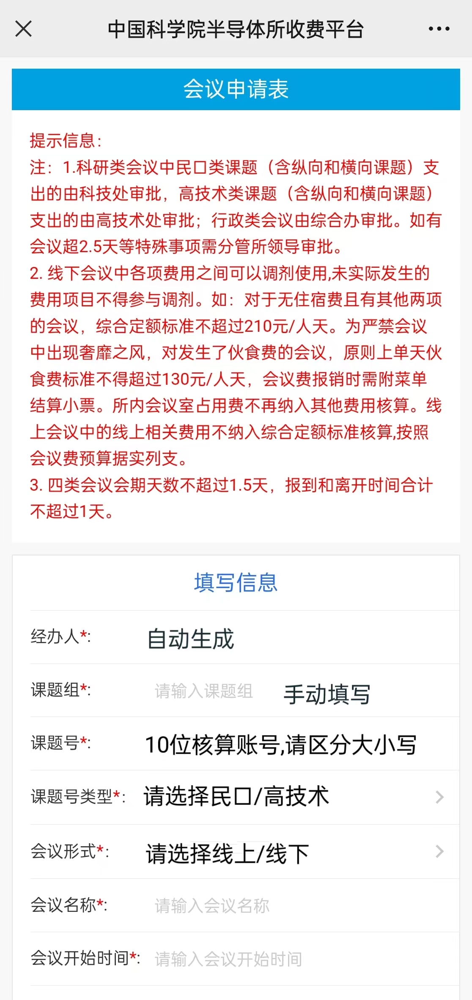 中国科学院半导体所收费平台
会议申请表
提示信息：
注：1.科研类会议中民口类课题（含纵向和横向课题）支
出的由科技处审批，高技术类课题（含纵向和横向课题）
支出的由高技术处审批；行政类会议由综合办审批。如有
会议超2.5天等特殊事项需分管所领导审批。
2. 线下会议中各项费用之间可以调剂使用,未实际发生的
费用项目不得参与调剂。如：对于无住宿费且有其他两项
的会议，综合定额标准不超过210元/人天。为严禁会议
中出现奢靡之风，对发生了伙食费的会议，原则上单天伙
食费标准不得超过130元/人天，会议费报销时需附菜单
结算小票。所内会议室占用费不再纳入其他费用核算。线
上会议中的线上相关费用不纳入综合定额标准核算,按照
会议费预算据实列支。
3. 四类会议会期天数不超过1.5天，报到和离开时间合计
不超过1天。
填写信息
经办人*: 自动生成
课题组*: 请输入课题组 手动填写
课题号*: 10位核算账号,请区分大小写
课题号类型*: 请选择民口/高技术
会议形式*: 请选择线上/线下
会议名称*: 请输入会议名称
会议开始时间*: 请输入会议开始时间